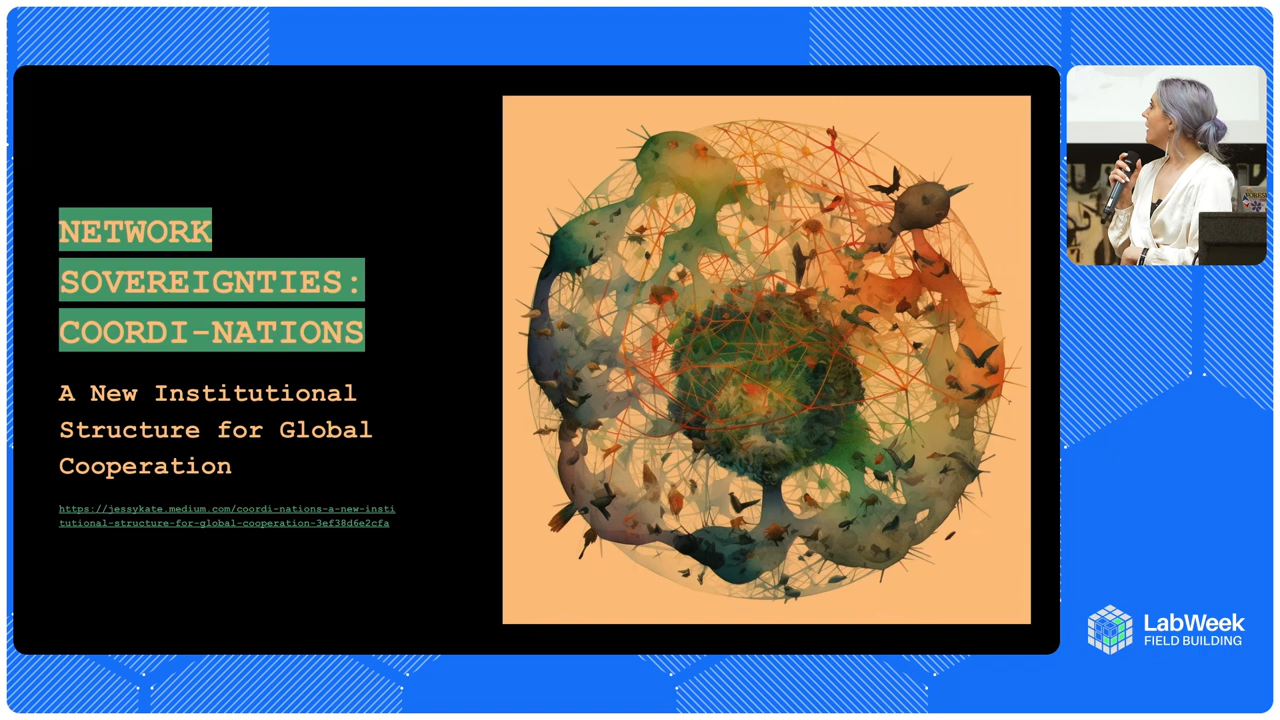 NETWORK
SOVEREIGNTIES:
COORDI-NATIONS
A New Institutional
Structure for Global
Cooperation
https://jessykate.medium.com/coordi-nations-a-new-insti
tutional-structure-for-global-cooperation-3ef38d6e2cfa
LabWeek
FIELD BUILDING